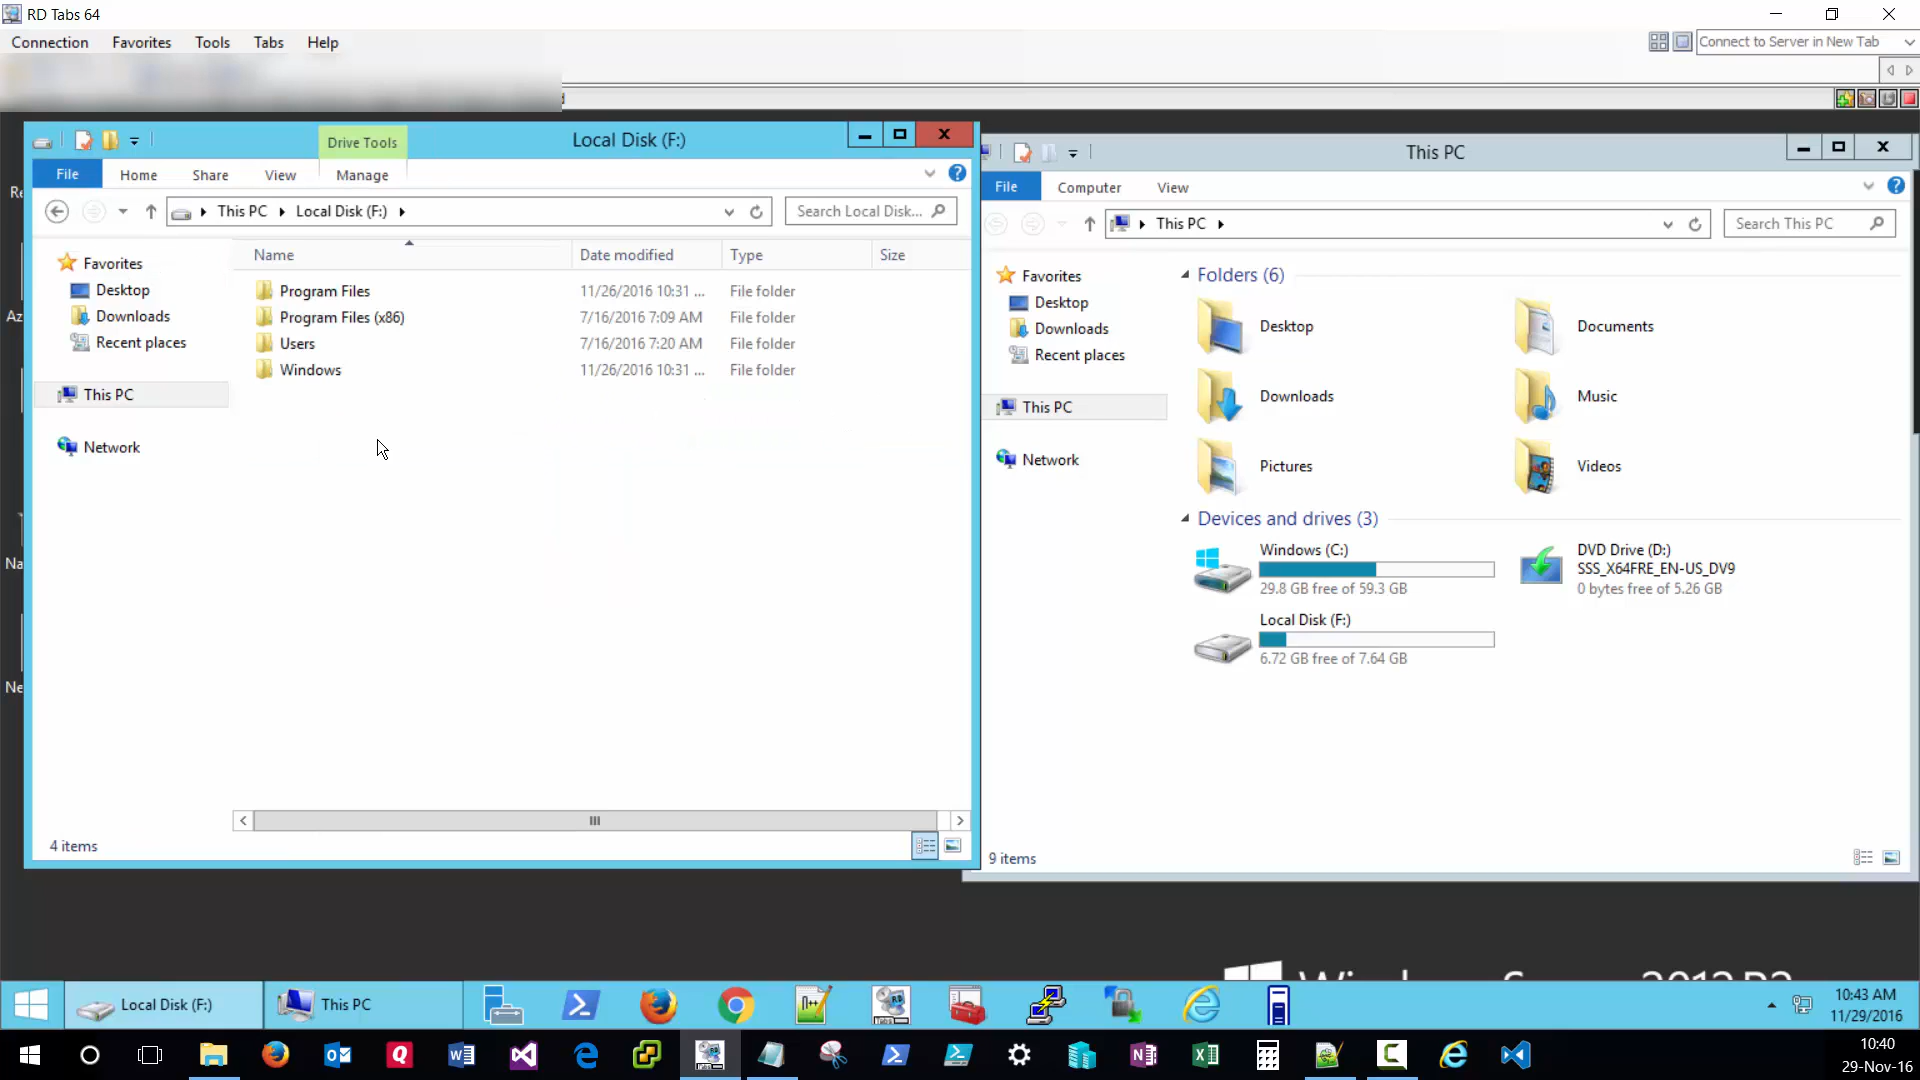 RD Tabs 64
Connection Favorites Tools Tabs Help
Connect to Server in New Tab
Drive Tools
Local Disk (F:)
File Home Share View Manage
This PC Local Disk (F:)
Search Local Disk...
Favorites
Desktop
Downloads
Recent places
This PC
Network
Name Date modified Type Size
Program Files 11/26/2016 10:31 ... File folder
Program Files (x86) 7/16/2016 7:09 AM File folder
Users 7/16/2016 7:20 AM File folder
Windows 11/26/2016 10:31 ... File folder
4 items
This PC
File Computer View
This PC
Search This PC
Favorites
Desktop
Downloads
Recent places
This PC
Network
Folders (6)
Desktop
Documents
Downloads
Music
Pictures
Videos
Devices and drives (3)
Windows (C:)
29.8 GB free of 59.3 GB
DVD Drive (D:)
SSS_X64FRE_EN-US_DV9
0 bytes free of 5.26 GB
Local Disk (F:)
6.72 GB free of 7.64 GB
9 items
Re
Az
Na
Ne
Local Disk (F:)
This PC
10:43 AM
11/29/2016
10:40
29-Nov-16